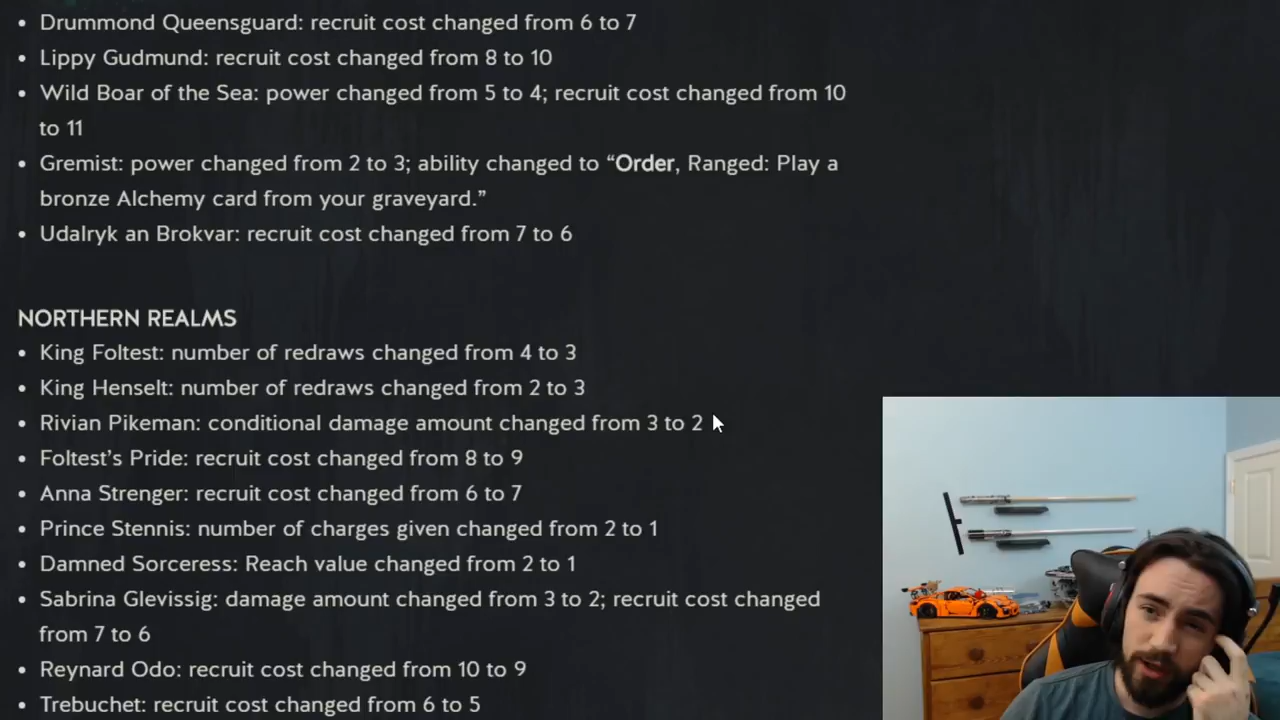 • Drummond Queensguard: recruit cost changed from 6 to 7
• Lippy Gudmund: recruit cost changed from 8 to 10
• Wild Boar of the Sea: power changed from 5 to 4; recruit cost changed from 10
to 11
• Gremist: power changed from 2 to 3; ability changed to “Order, Ranged: Play a
bronze Alchemy card from your graveyard.”
• Udalryk an Brokvar: recruit cost changed from 7 to 6
NORTHERN REALMS
• King Foltest: number of redraws changed from 4 to 3
• King Henselt: number of redraws changed from 2 to 3
• Rivian Pikeman: conditional damage amount changed from 3 to 2
• Foltest’s Pride: recruit cost changed from 8 to 9
• Anna Strenger: recruit cost changed from 6 to 7
• Prince Stennis: number of charges given changed from 2 to 1
• Damned Sorceress: Reach value changed from 2 to 1
• Sabrina Glevissig: damage amount changed from 3 to 2; recruit cost changed
from 7 to 6
• Reynard Odo: recruit cost changed from 10 to 9
• Trebuchet: recruit cost changed from 6 to 5